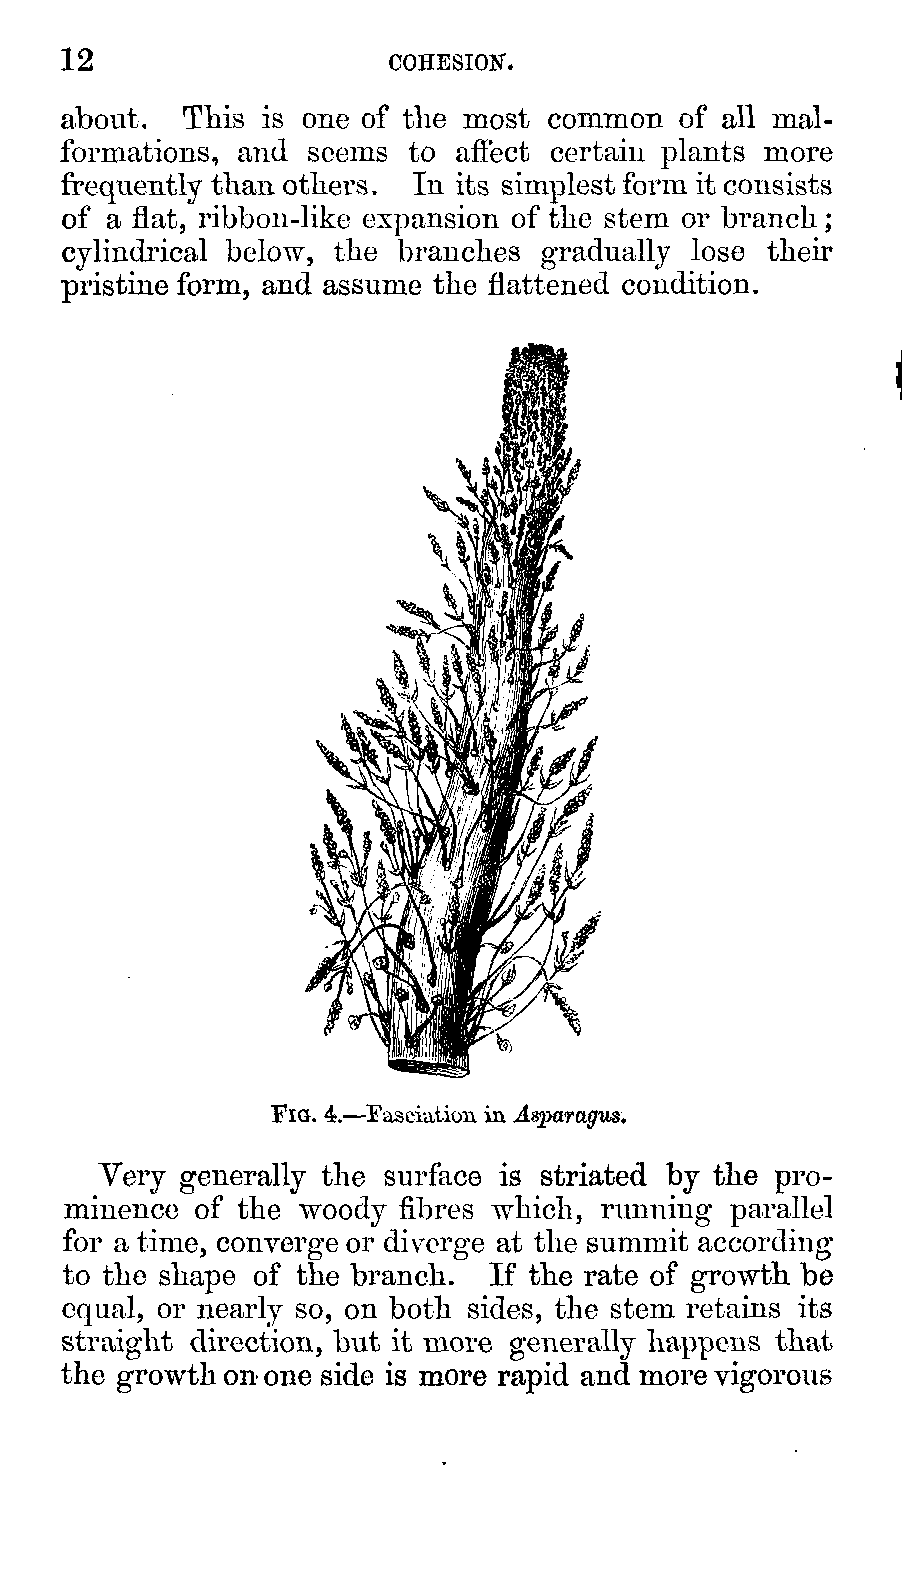 12 COHESION.
about. This is one of the most common of all mal-
formations, and seems to affect certain plants more
frequently than others. In its simplest form it consists
of a flat, ribbon-like expansion of the stem or branch;
cylindrical below, the branches gradually lose their
pristine form, and assume the flattened condition.
FIG. 4.—Fasciation in Asparagus.
Very generally the surface is striated by the pro-
minence of the woody fibres which, running parallel
for a time, converge or diverge at the summit according
to the shape of the branch. If the rate of growth be
equal, or nearly so, on both sides, the stem retains its
straight direction, but it more generally happens that
the growth on one side is more rapid and more vigorous